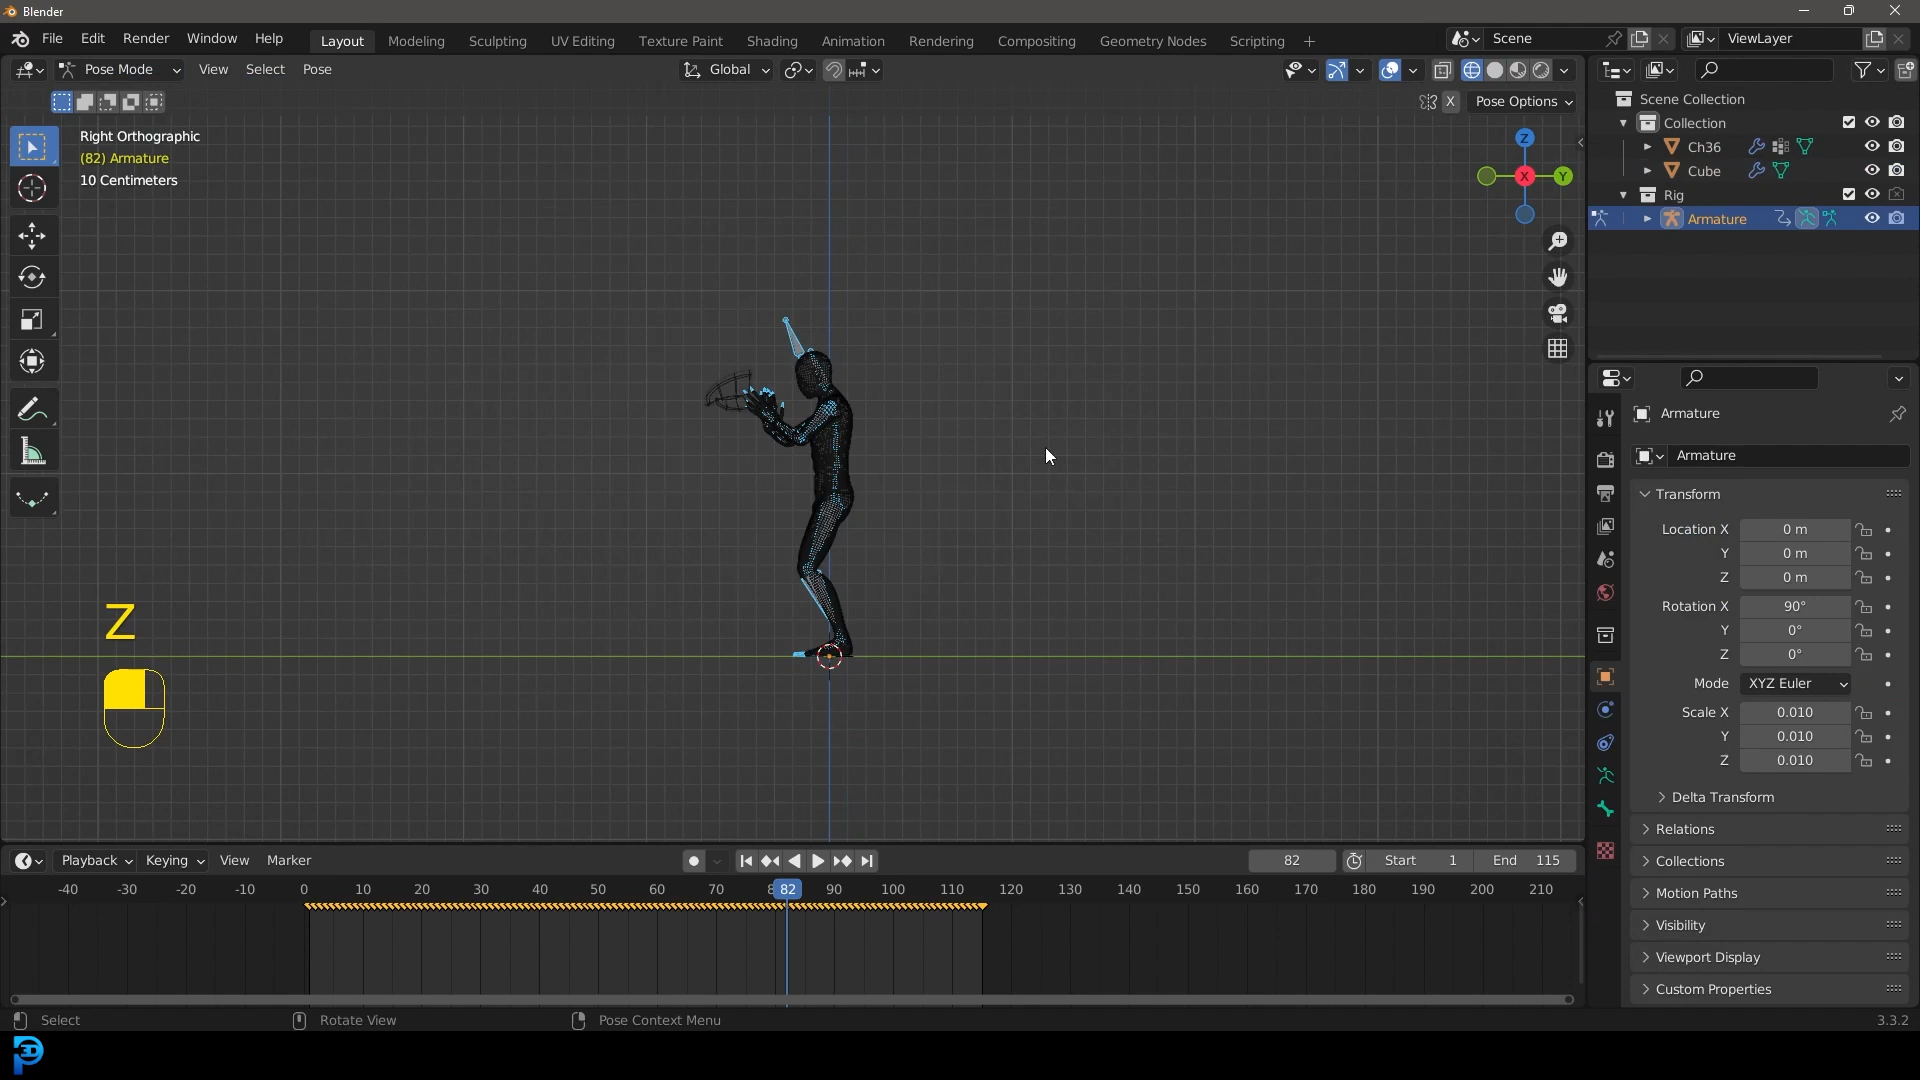 Blender
File Edit Render Window Help Layout Modeling Sculpting UV Editing Texture Paint Shading Animation Rendering Compositing Geometry Nodes Scripting + Scene ViewLayer
Pose Mode View Select Pose Global
X Pose Options
Right Orthographic
(82) Armature
10 Centimeters
Z
X
Y
Scene Collection
Collection
Ch36
Cube
Rig
Armature
Armature
Armature
Transform
Location X 0 m
Y 0 m
Z 0 m
Rotation X 90°
Y 0°
Z 0°
Mode XYZ Euler
Scale X 0.010
Y 0.010
Z 0.010
Delta Transform
Relations
Collections
Motion Paths
Visibility
Viewport Display
Custom Properties
Z
Playback Keying View Marker 82 Start 1 End 115
-40 -30 -20 -10 0 10 20 30 40 50 60 70 82 90 100 110 120 130 140 150 160 170 180 190 200 210
Select Rotate View Pose Context Menu 3.3.2